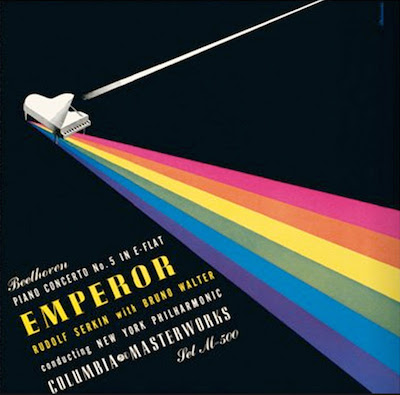 Beethoven
PIANO CONCERTO No. 5 IN E-FLAT
EMPEROR
RUDOLF SERKIN with BRUNO WALTER
conducting NEW YORK PHILHARMONIC
COLUMBIA MASTERWORKS
Set M-500